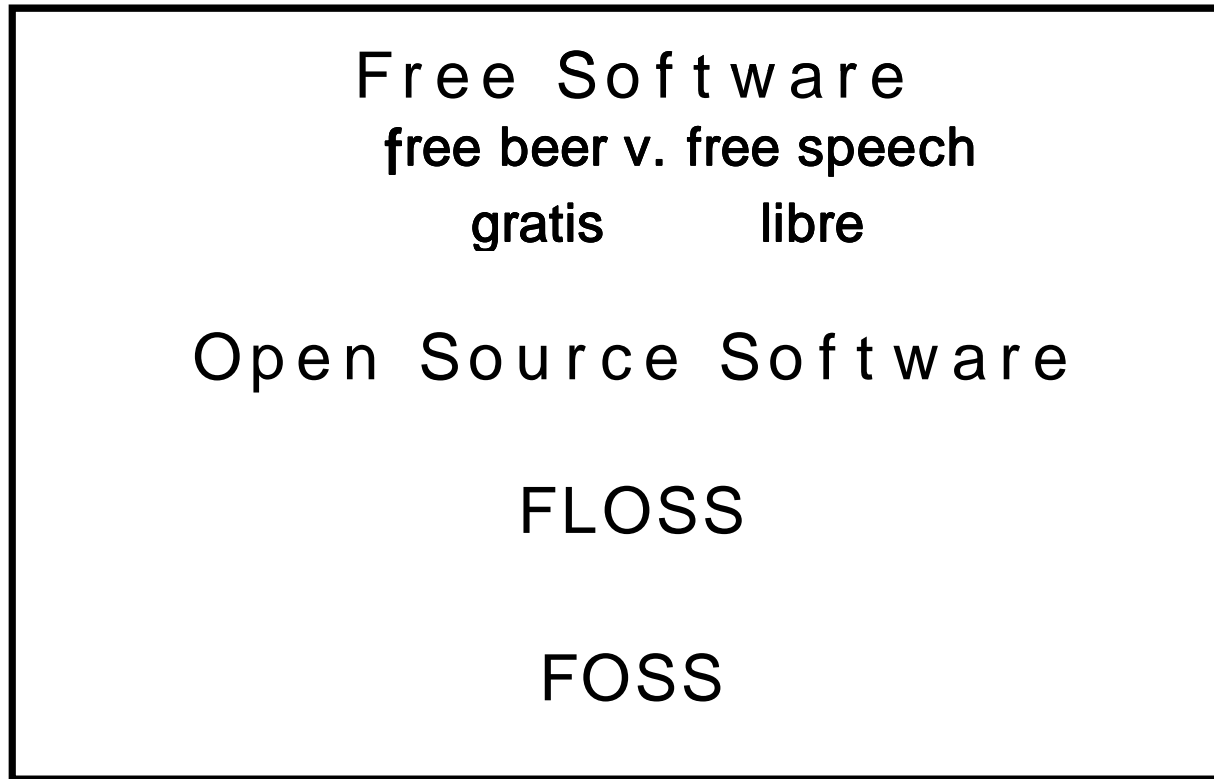 Free Software
free beer v. free speech
gratis libre
Open Source Software
FLOSS
FOSS